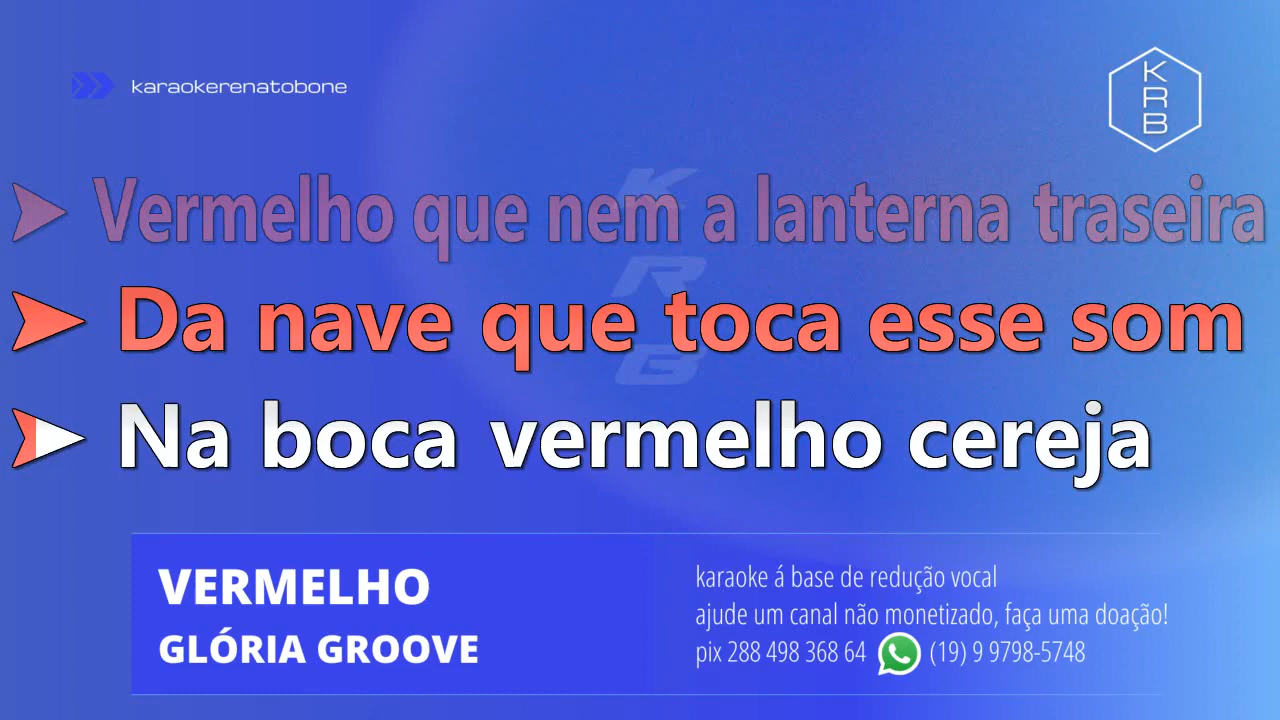 karaokerenatobone
K
R
B
Vermelho que nem a lanterna traseira
Da nave que toca esse som
Na boca vermelho cereja
K
R
B
VERMELHO
GLÓRIA GROOVE
karaoke á base de redução vocal
ajude um canal não monetizado, faça uma doação!
pix 288 498 368 64 (19) 9 9798-5748